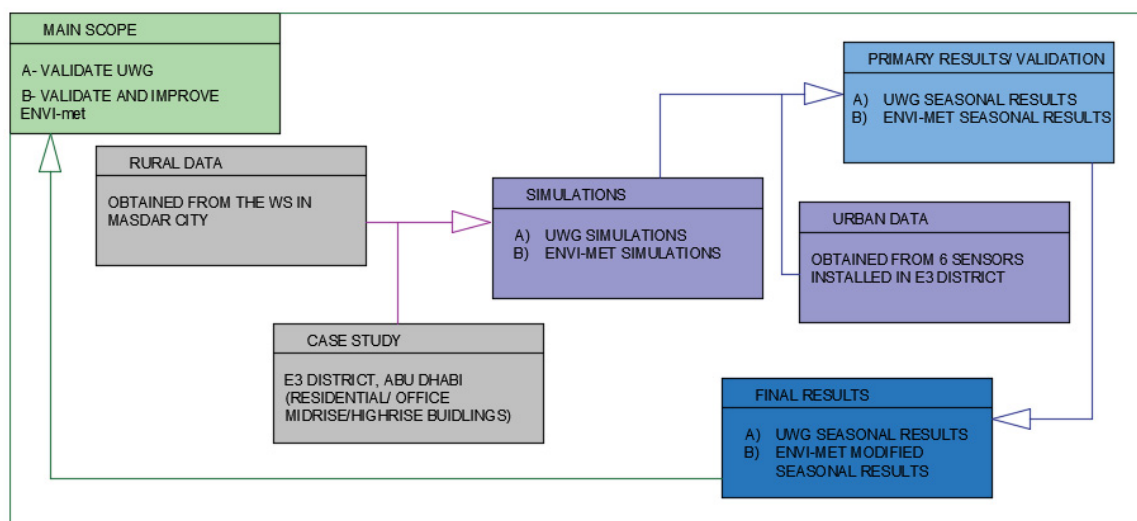 MAIN SCOPE
A- VALIDATE UWG
B- VALIDATE AND IMPROVE
ENVI-met
RURAL DATA
OBTAINED FROM THE WS IN
MASDAR CITY
CASE STUDY
E3 DISTRICT, ABU DHABI
(RESIDENTIAL/ OFFICE
MIDRISE/HIGHRISE BUIDLINGS)
SIMULATIONS
A) UWG SIMULATIONS
B) ENVI-MET SIMULATIONS
PRIMARY RESULTS/ VALIDATION
A) UWG SEASONAL RESULTS
B) ENVI-MET SEASONAL RESULTS
URBAN DATA
OBTAINED FROM 6 SENSORS
INSTALLED IN E3 DISTRICT
FINAL RESULTS
A) UWG SEASONAL RESULTS
B) ENVI-MET MODIFIED
SEASONAL RESULTS